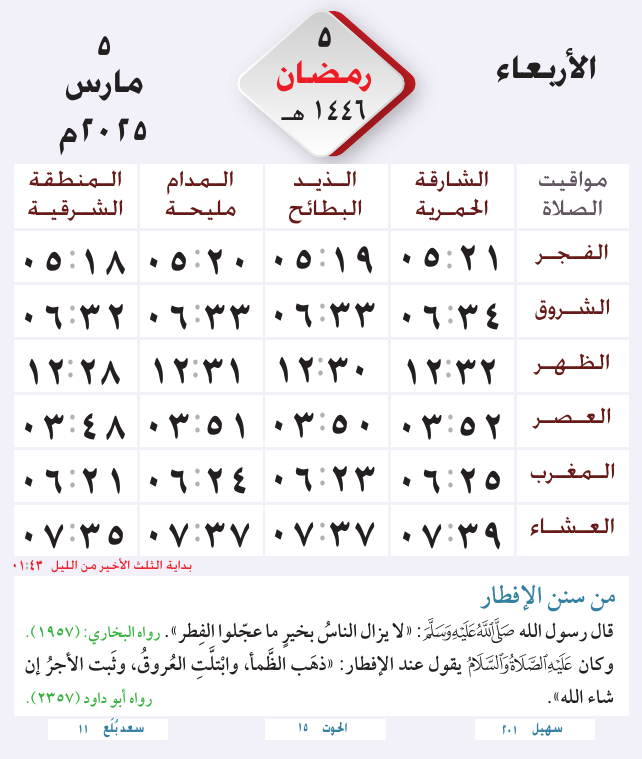 الأربعاء
٥
رمضان
١٤٤٦ هـ
٥
مارس
٢٠٢٥م
مواقيت الصلاة | الشارقة الحمرية | الذيد البطائح | المدام مليحة | المنطقة الشرقية
الفجر ٠٥:٢١ ٠٥:١٩ ٠٥:٢٠ ٠٥:١٨
الشروق ٠٦:٣٤ ٠٦:٣٣ ٠٦:٣٣ ٠٦:٣٢
الظهر ١٢:٣٢ ١٢:٣٠ ١٢:٣١ ١٢:٢٨
العصر ٠٣:٥٢ ٠٣:٥٠ ٠٣:٥١ ٠٣:٤٨
المغرب ٠٦:٢٥ ٠٦:٢٣ ٠٦:٢٤ ٠٦:٢١
العشاء ٠٧:٣٩ ٠٧:٣٧ ٠٧:٣٧ ٠٧:٣٥
بداية الثلث الأخير من الليل ٠١:٤٣
من سنن الإفطار
قال رسول الله صَلَّى اللَّهُ عَلَيْهِ وَسَلَّمَ: «لا يزال الناسُ بخيرٍ ما عجّلوا الفِطر». رواه البخاري: (١٩٥٧).
وكان عَلَيْهِ الصَّلَاةُ وَالسَّلَامُ يقول عند الإفطار: «ذهَب الظَّمأ، وابْتلَّتِ العُروقُ، وثَبت الأجرُ إن
شاء الله». رواه أبو داود (٢٣٥٧).
سهيل ٢٠١ الحوت ١٥ سعد بُلَع ١١